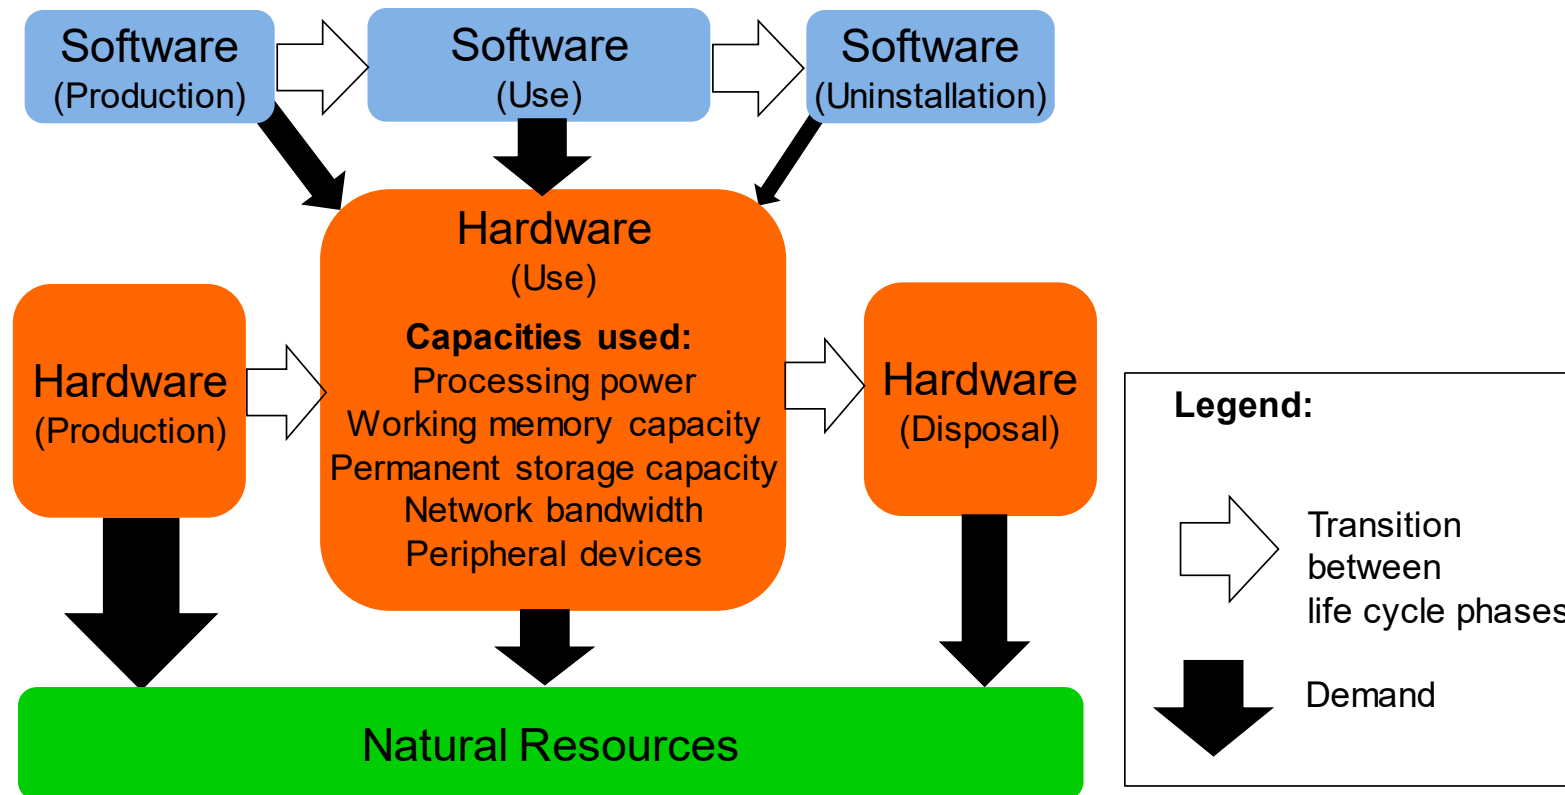 Software
(Production)
Software
(Use)
Software
(Uninstallation)
Hardware
(Use)
Capacities used:
Processing power
Working memory capacity
Permanent storage capacity
Network bandwidth
Peripheral devices
Hardware
(Production)
Hardware
(Disposal)
Natural Resources
Legend:
Transition
between
life cycle phases
Demand